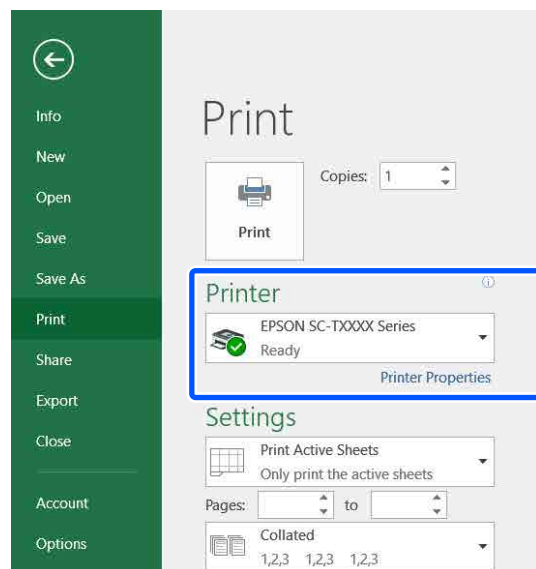 Info
New
Open
Save
Save As
Print
Share
Export
Close
Account
Options
Print
Copies: 1
Print
Printer
EPSON SC-TXXXX Series
Ready
Printer Properties
Settings
Print Active Sheets
Only print the active sheets
Pages: to
Collated
1,2,3 1,2,3 1,2,3